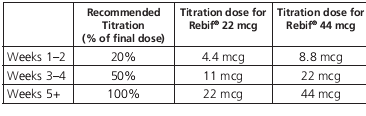 Recommended Titration (% of final dose) Titration dose for Rebif® 22 mcg Titration dose for Rebif® 44 mcg
Weeks 1–2 20% 4.4 mcg 8.8 mcg
Weeks 3–4 50% 11 mcg 22 mcg
Weeks 5+ 100% 22 mcg 44 mcg